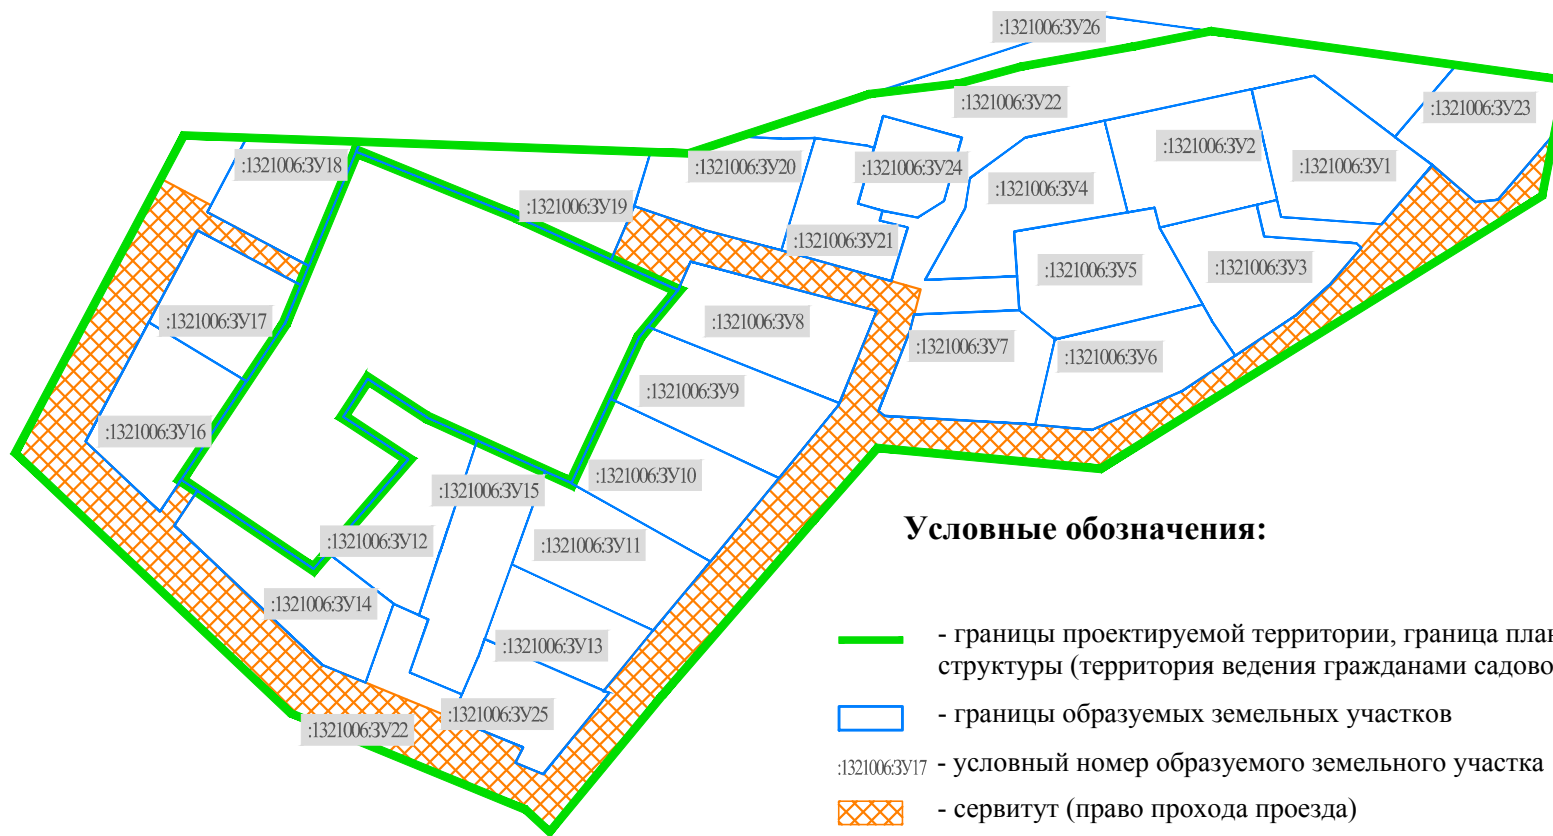 :1321006:ЗУ26
:1321006:ЗУ22
:1321006:ЗУ23
:1321006:ЗУ2
:1321006:ЗУ1
:1321006:ЗУ18
:1321006:ЗУ20
:1321006:ЗУ24
:1321006:ЗУ4
:1321006:ЗУ19
:1321006:ЗУ21
:1321006:ЗУ5
:1321006:ЗУ3
:1321006:ЗУ17
:1321006:ЗУ8
:1321006:ЗУ7
:1321006:ЗУ6
:1321006:ЗУ9
:1321006:ЗУ16
:1321006:ЗУ10
:1321006:ЗУ15
:1321006:ЗУ12
:1321006:ЗУ11
:1321006:ЗУ14
:1321006:ЗУ13
:1321006:ЗУ25
:1321006:ЗУ22
Условные обозначения:
- границы проектируемой территории, граница план
структуры (территория ведения гражданами садово
- границы образуемых земельных участков
:1321006:ЗУ17 - условный номер образуемого земельного участка
- сервитут (право прохода проезда)